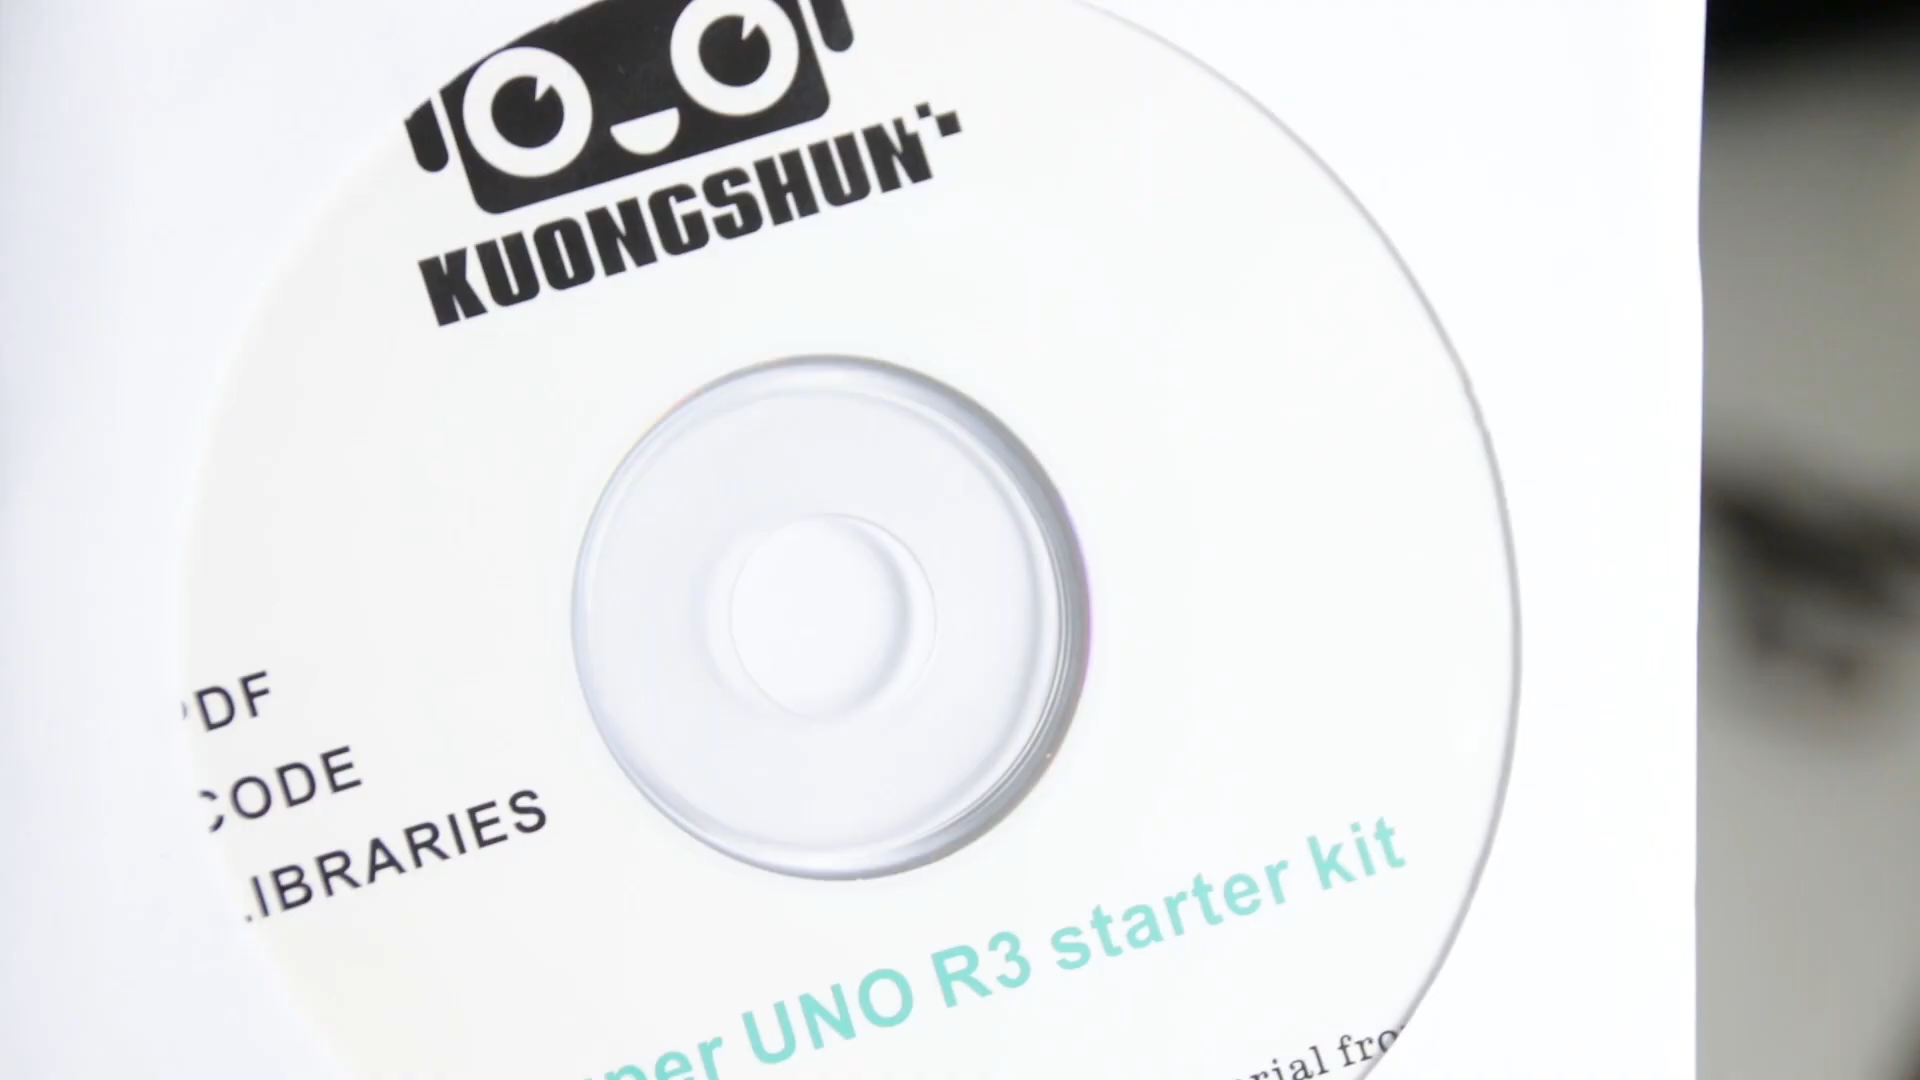 KUONGSHUN
PDF
CODE
LIBRARIES
UNO R3 starter kit